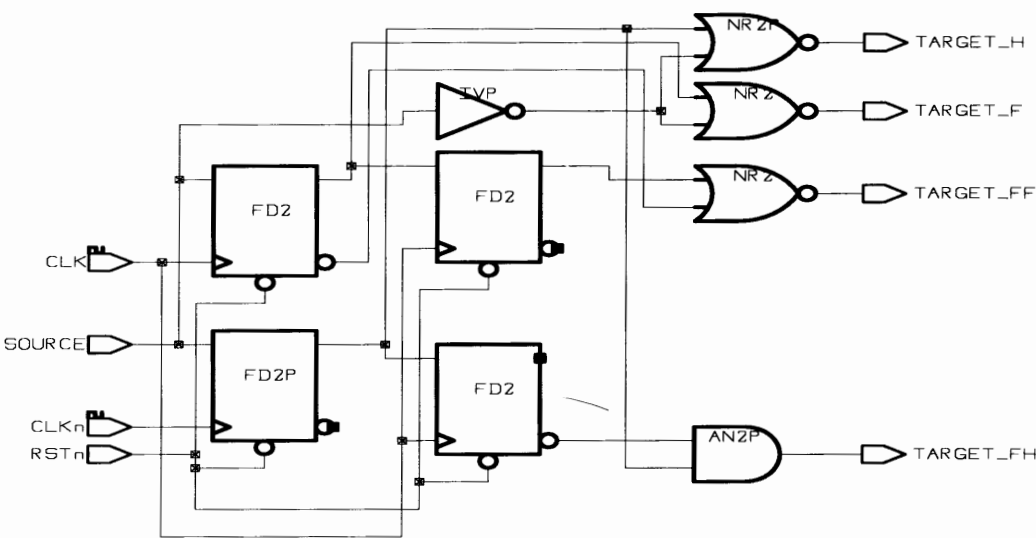 NR2P
TARGET_H
IVP
NR2
TARGET_F
FD2
FD2
NR2
TARGET_FF
CLK
SOURCE
FD2P
FD2
CLKn
AN2P
RSTn
TARGET_FH